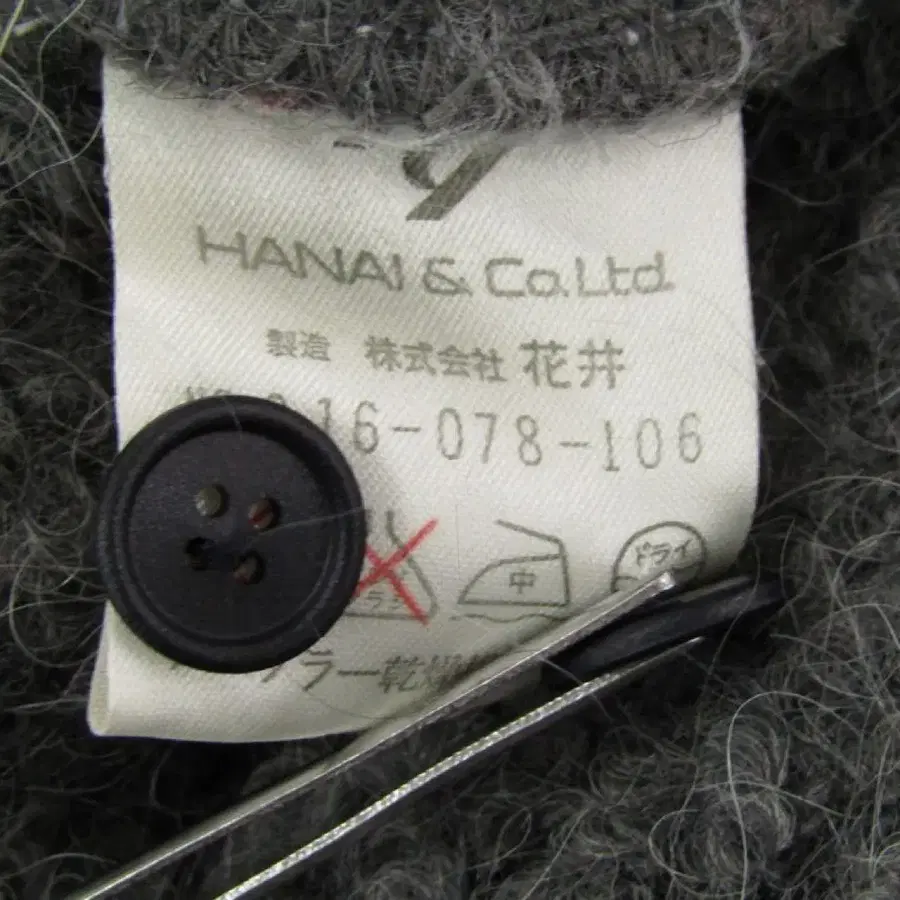 HANAI & Co.Ltd.
製造 株式会社 花井
16-078-106
中 ドライ
ラー乾燥